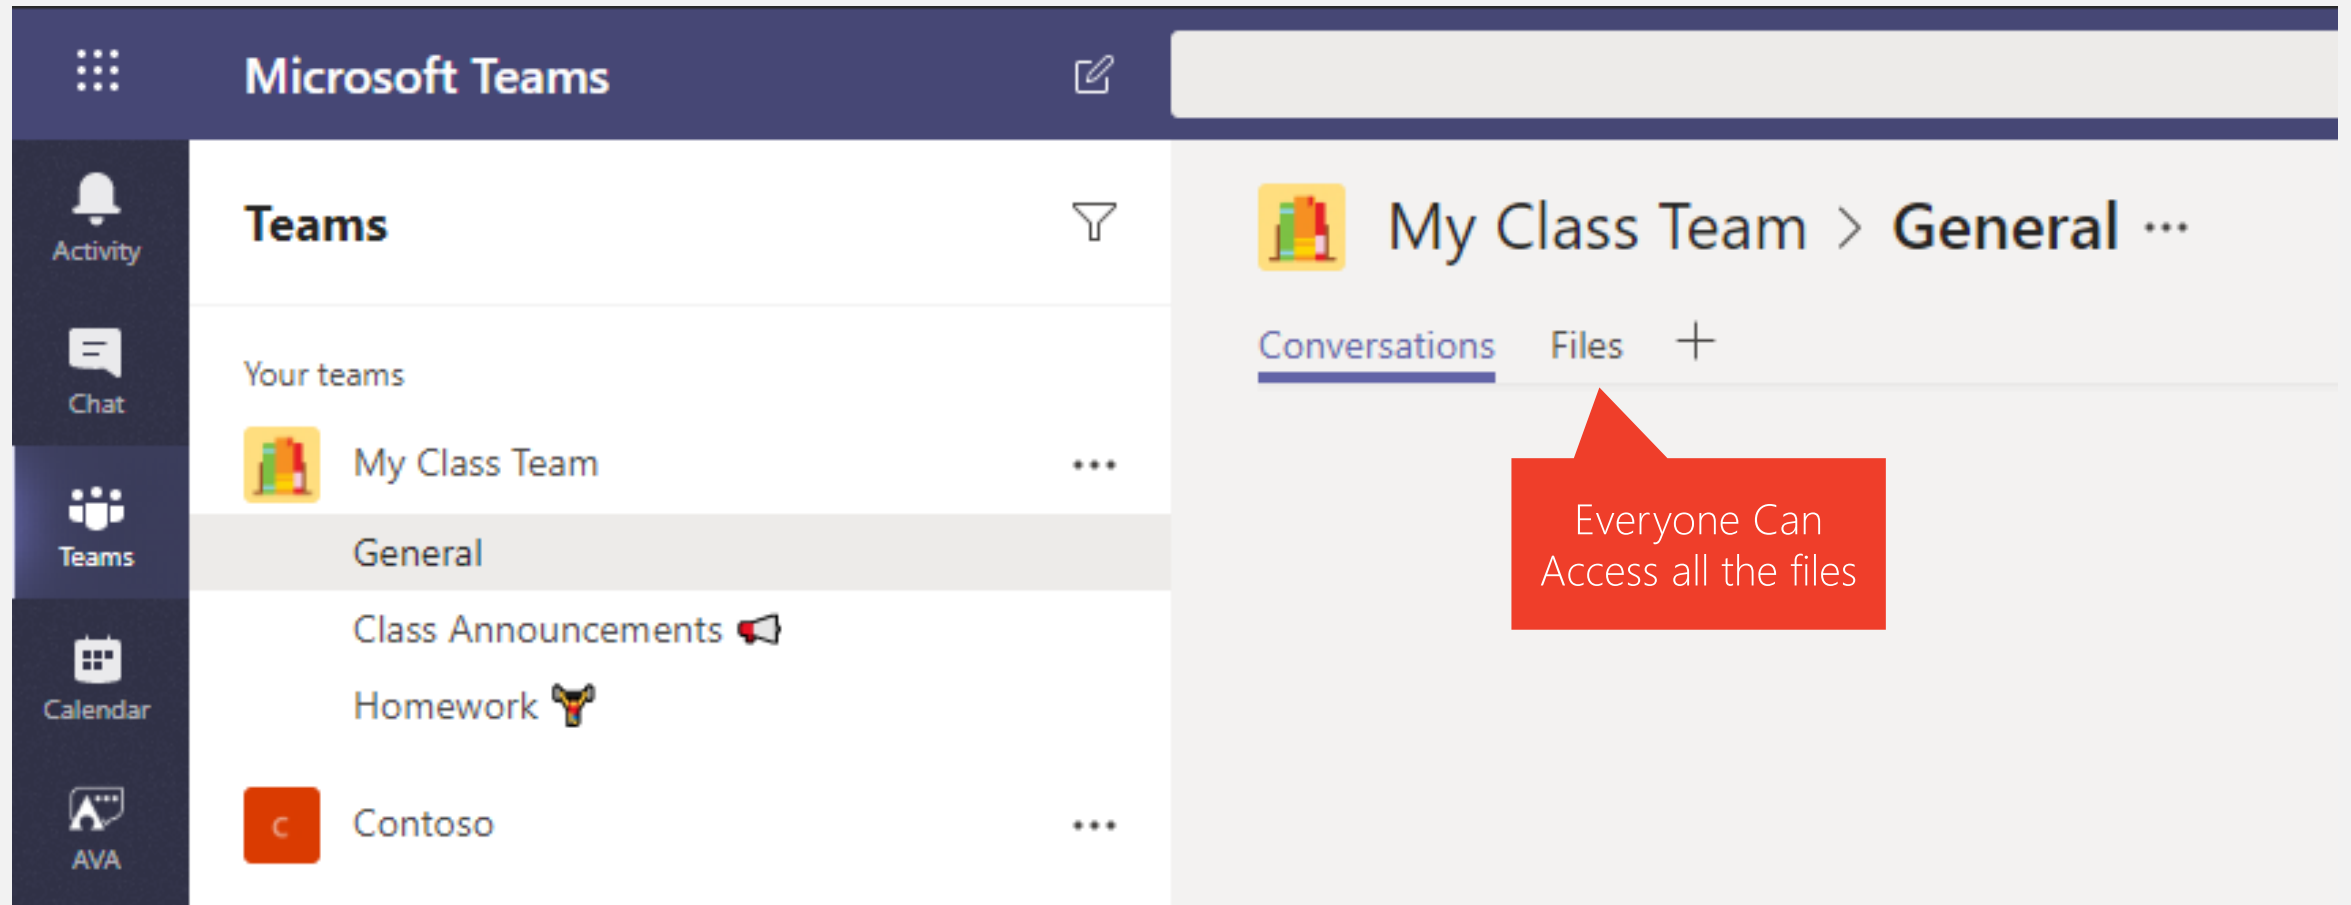 Microsoft Teams
Activity
Chat
Teams
Calendar
AVA
Teams
Your teams
My Class Team
General
Class Announcements
Homework
C
Contoso
My Class Team > General ...
Conversations Files +
Everyone Can
Access all the files